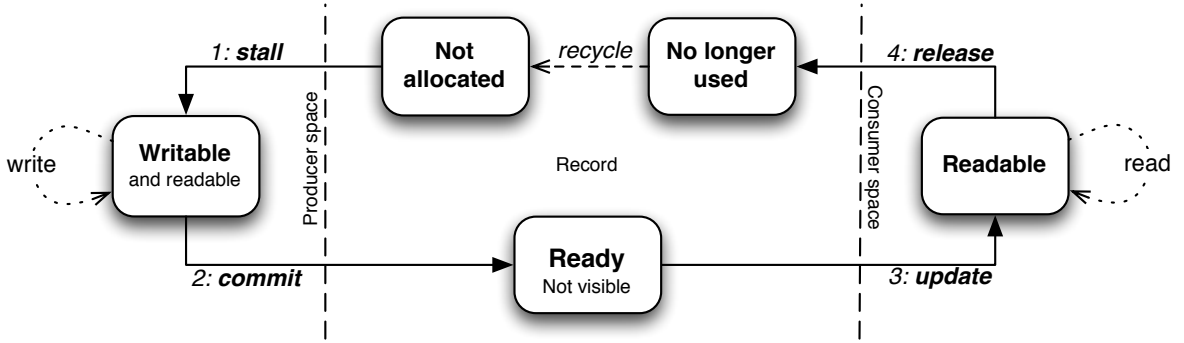 1: stall
Not
allocated
recycle
No longer
used
4: release
write
Writable
and readable
Producer space
Record
Consumer space
Readable
read
2: commit
Ready
Not visible
3: update